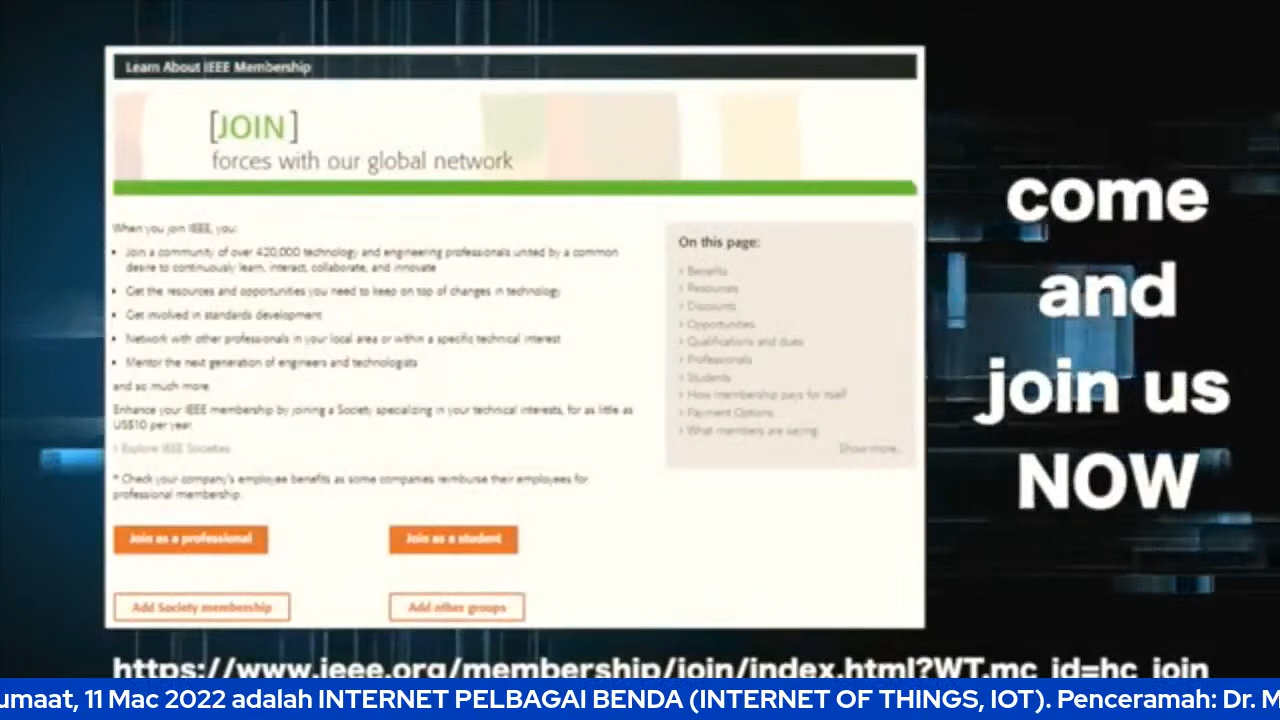 Learn About IEEE Membership
[JOIN]
forces with our global network
When you join IEEE, you:
• Join a community of over 420,000 technology and engineering professionals united by a common
desire to continuously learn, interact, collaborate, and innovate
• Get the resources and opportunities you need to keep on top of changes in technology
• Get involved in standards development
• Network with other professionals in your local area or within a specific technical interest
• Mentor the next generation of engineers and technologists
and so much more
Enhance your IEEE membership by joining a Society specializing in your technical interests, for as little as
US$10 per year.
› Explore IEEE Societies
* Check your company's employee benefits as some companies reimburse their employees for
professional membership.
Join as a professional
Join as a student
Add Society membership
Add other groups
On this page:
› Benefits
› Resources
› Discounts
› Opportunities
› Qualifications and dues
› Professionals
› Students
› How membership pays for itself
› Payment Options
› What members are saying
Show more...
come
and
join us
NOW
https://www.ieee.org/membership/join/index.html?WT.mc_id=hc_join
umaat, 11 Mac 2022 adalah INTERNET PELBAGAI BENDA (INTERNET OF THINGS, IOT). Penceramah: Dr. M